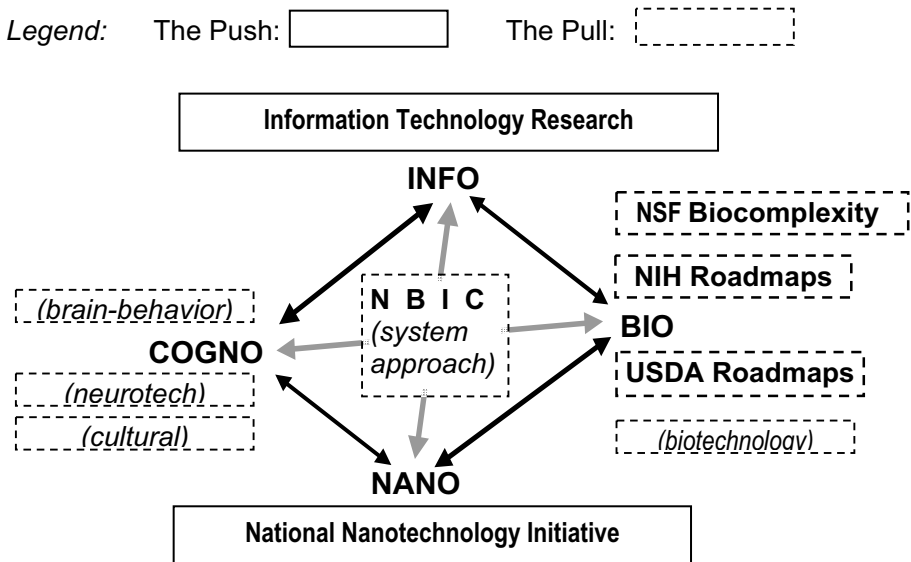 Legend: The Push: The Pull:
Information Technology Research
INFO
NSF Biocomplexity
NIH Roadmaps
(brain-behavior)
N B I C
(system
approach)
BIO
COGNO
USDA Roadmaps
(neurotech)
(cultural)
(biotechnology)
NANO
National Nanotechnology Initiative